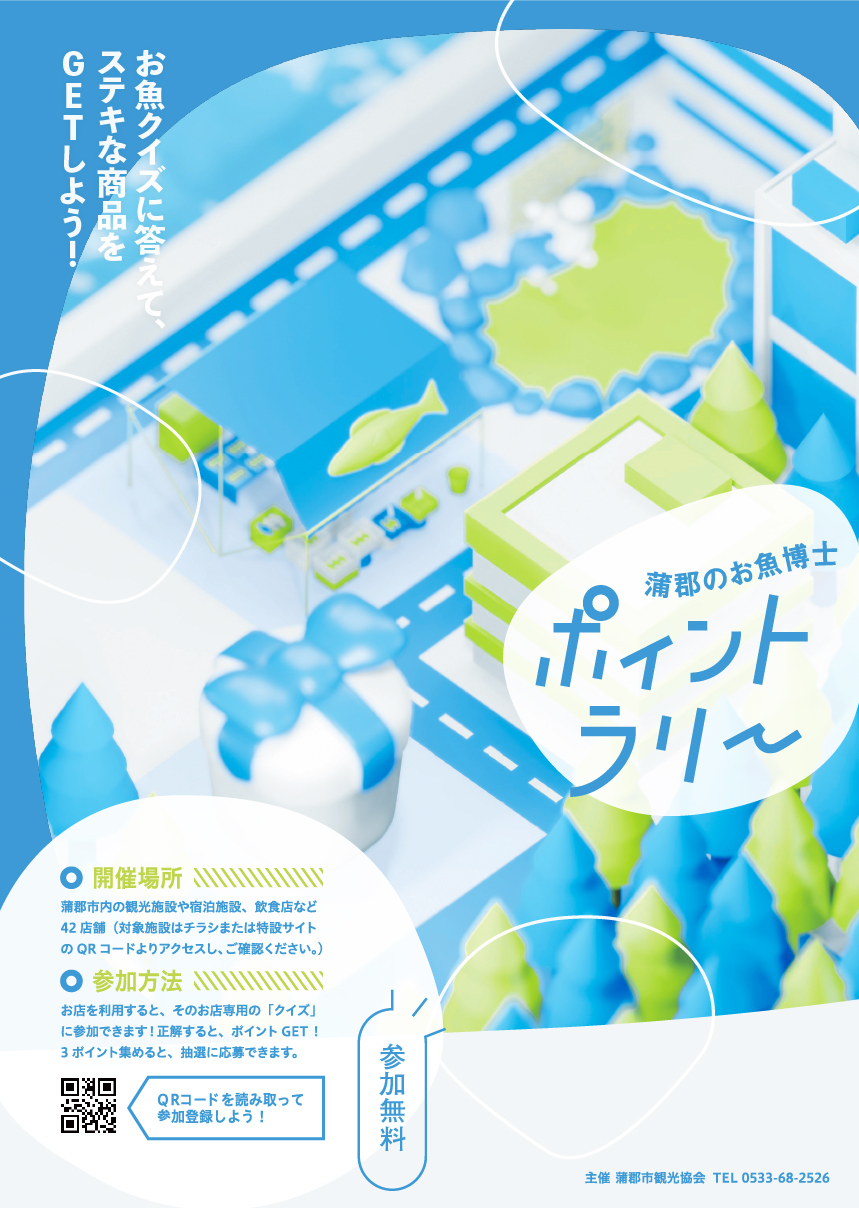 お魚クイズに答えて、
ステキな商品を
GETしよう!
蒲郡のお魚博士
ポイント
ラリ〜
開催場所
蒲郡市内の観光施設や宿泊施設、飲食店など
42店舗（対象施設はチラシまたは特設サイト
のQRコードよりアクセスし、ご確認ください。）
参加方法
お店を利用すると、そのお店専用の「クイズ」
に参加できます！正解すると、ポイントGET！
3ポイント集めると、抽選に応募できます。
QRコードを読み取って
参加登録しよう！
参加無料
主催 蒲郡市観光協会 TEL 0533-68-2526